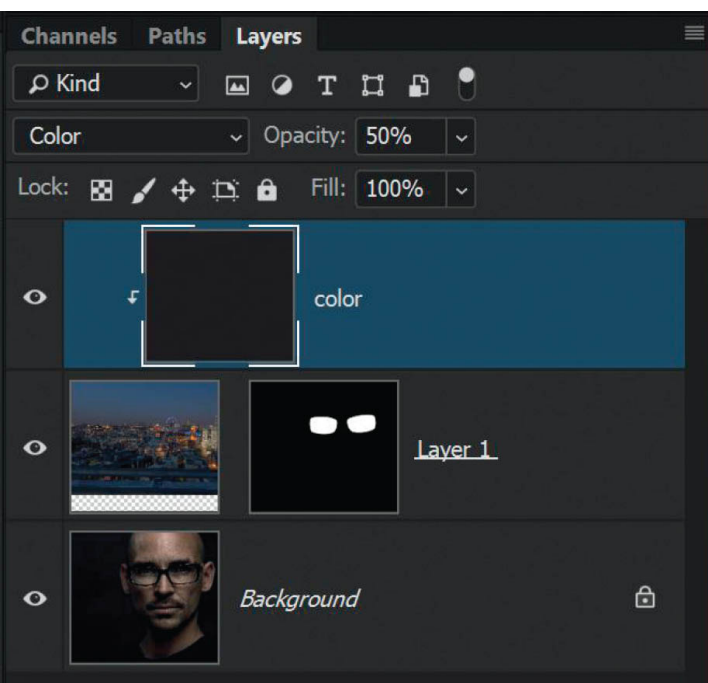 Channels Paths Layers
Kind T
Color Opacity: 50%
Lock: Fill: 100%
color
Layer 1
Background